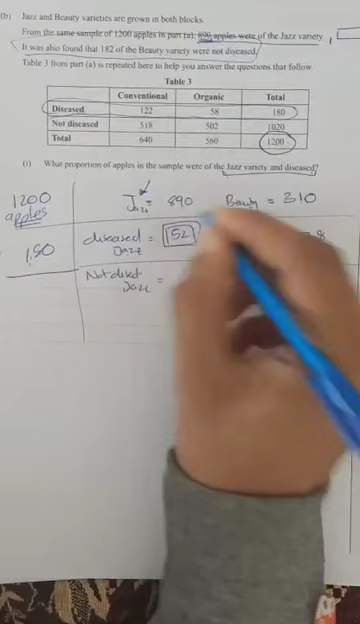 (b) Jazz and Beauty varieties are grown in both blocks.
From the same sample of 1200 apples in part (a), 890 apples were of the Jazz variety
It was also found that 182 of the Beauty variety were not diseased.
Table 3 from part (a) is repeated here to help you answer the questions that follow.
Table 3
Conventional Organic Total
Diseased 122 58 180
Not diseased 518 502 1020
Total 640 560 1200
(i) What proportion of apples in the sample were of the Jazz variety and diseased?
1200 Jazz = 890 Beauty = 310
apples
180 diseased = 52 8
Jazz
Not
Jazz =